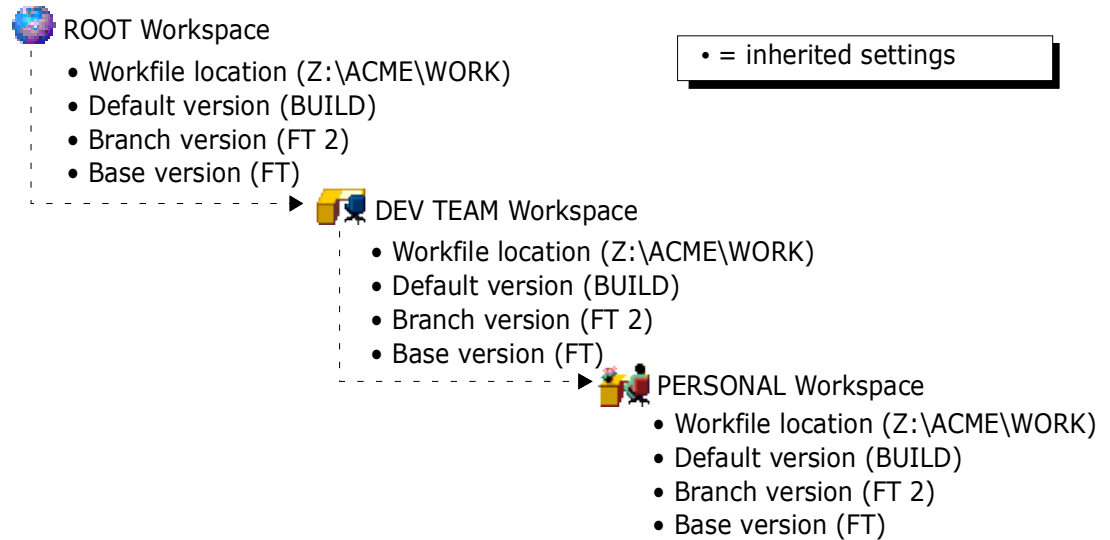 ROOT Workspace
• Workfile location (Z:\ACME\WORK)
• Default version (BUILD)
• Branch version (FT 2)
• Base version (FT)
• = inherited settings
DEV TEAM Workspace
• Workfile location (Z:\ACME\WORK)
• Default version (BUILD)
• Branch version (FT 2)
• Base version (FT)
PERSONAL Workspace
• Workfile location (Z:\ACME\WORK)
• Default version (BUILD)
• Branch version (FT 2)
• Base version (FT)